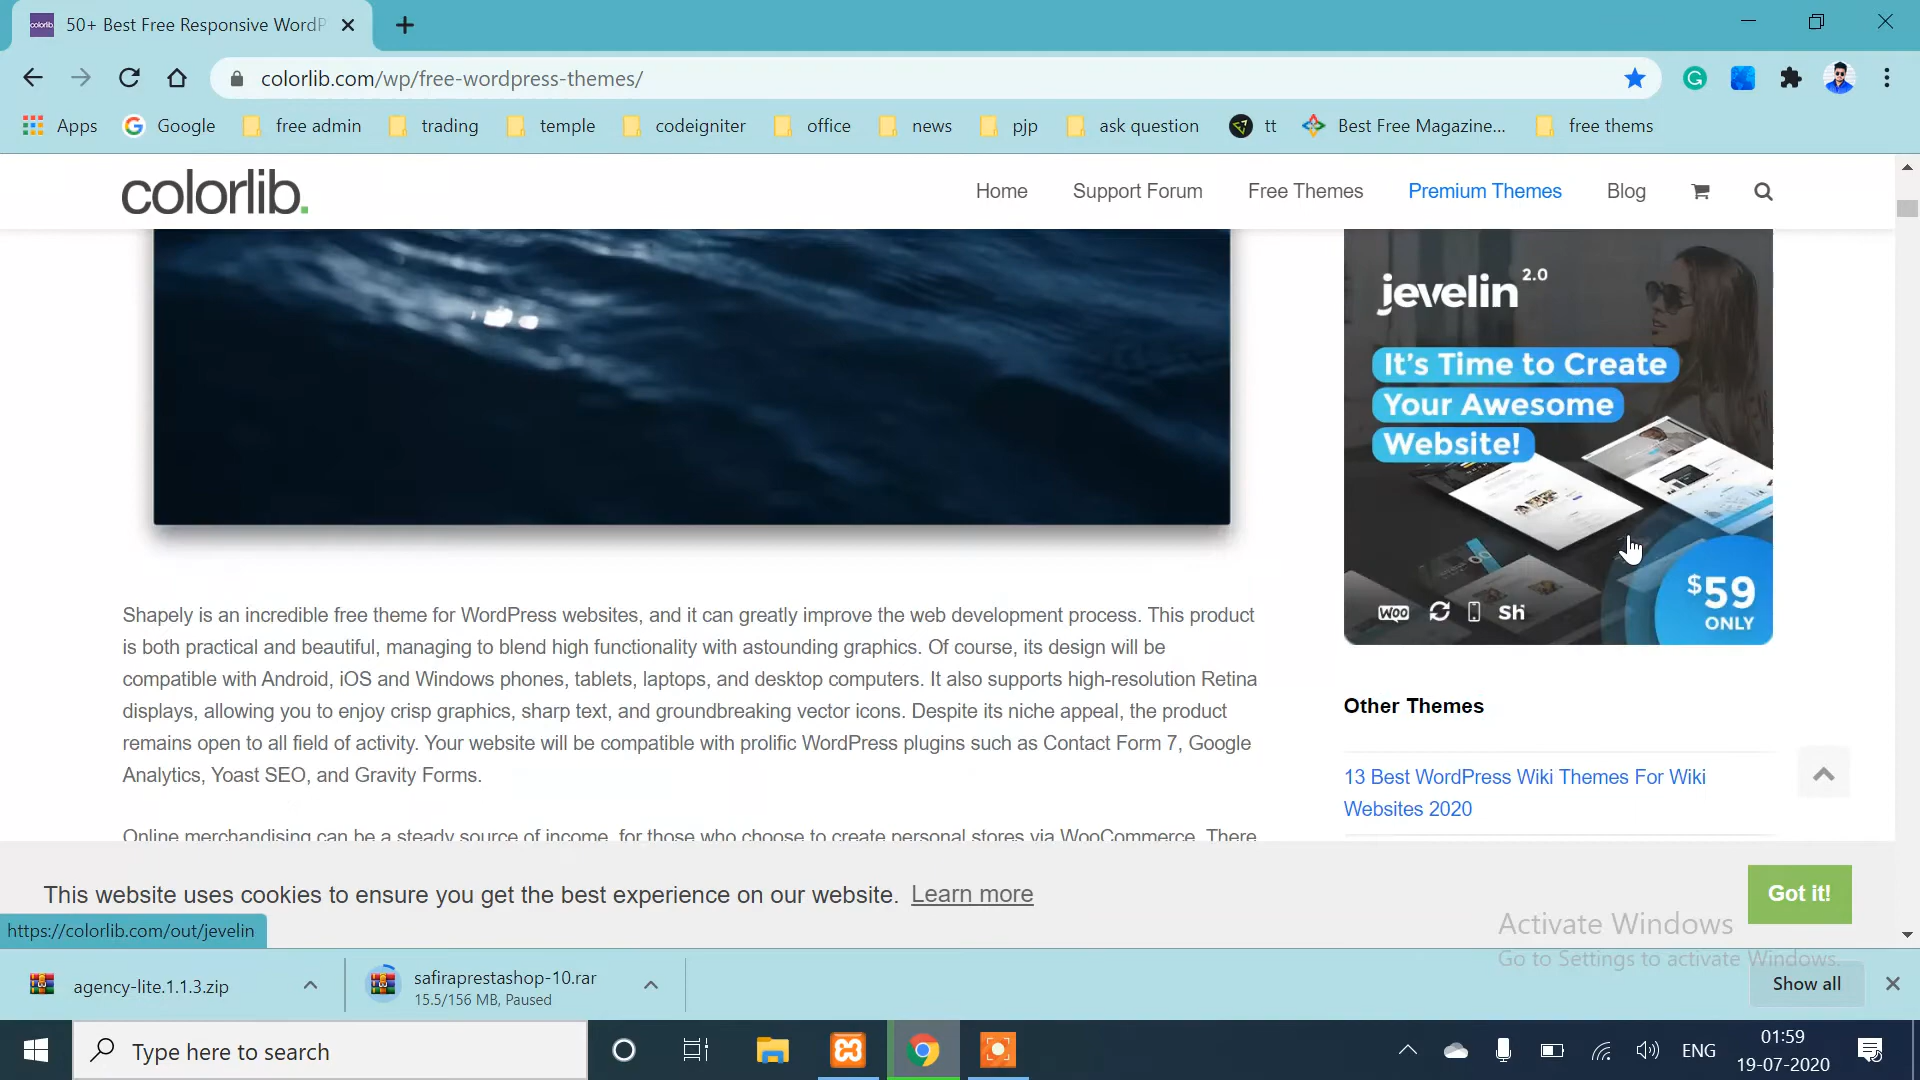 50+ Best Free Responsive WordP
colorlib.com/wp/free-wordpress-themes/
Apps Google free admin trading temple codeigniter office news pjp ask question tt Best Free Magazine... free thems
colorlib.
Home Support Forum Free Themes Premium Themes Blog
jevelin 2.0
It's Time to Create
Your Awesome
Website!
$59
ONLY
Woo Sh
Shapely is an incredible free theme for WordPress websites, and it can greatly improve the web development process. This product
is both practical and beautiful, managing to blend high functionality with astounding graphics. Of course, its design will be
compatible with Android, iOS and Windows phones, tablets, laptops, and desktop computers. It also supports high-resolution Retina
displays, allowing you to enjoy crisp graphics, sharp text, and groundbreaking vector icons. Despite its niche appeal, the product
remains open to all field of activity. Your website will be compatible with prolific WordPress plugins such as Contact Form 7, Google
Analytics, Yoast SEO, and Gravity Forms.
Online merchandising can be a steady source of income, for those who choose to create personal stores via WooCommerce. There
Other Themes
13 Best WordPress Wiki Themes For Wiki
Websites 2020
This website uses cookies to ensure you get the best experience on our website. Learn more
Got it!
Activate Windows
Go to Settings to activate Windows.
https://colorlib.com/out/jevelin
agency-lite.1.1.3.zip
safiraprestashop-10.rar
15.5/156 MB, Paused
Show all
Type here to search
ENG
01:59
19-07-2020